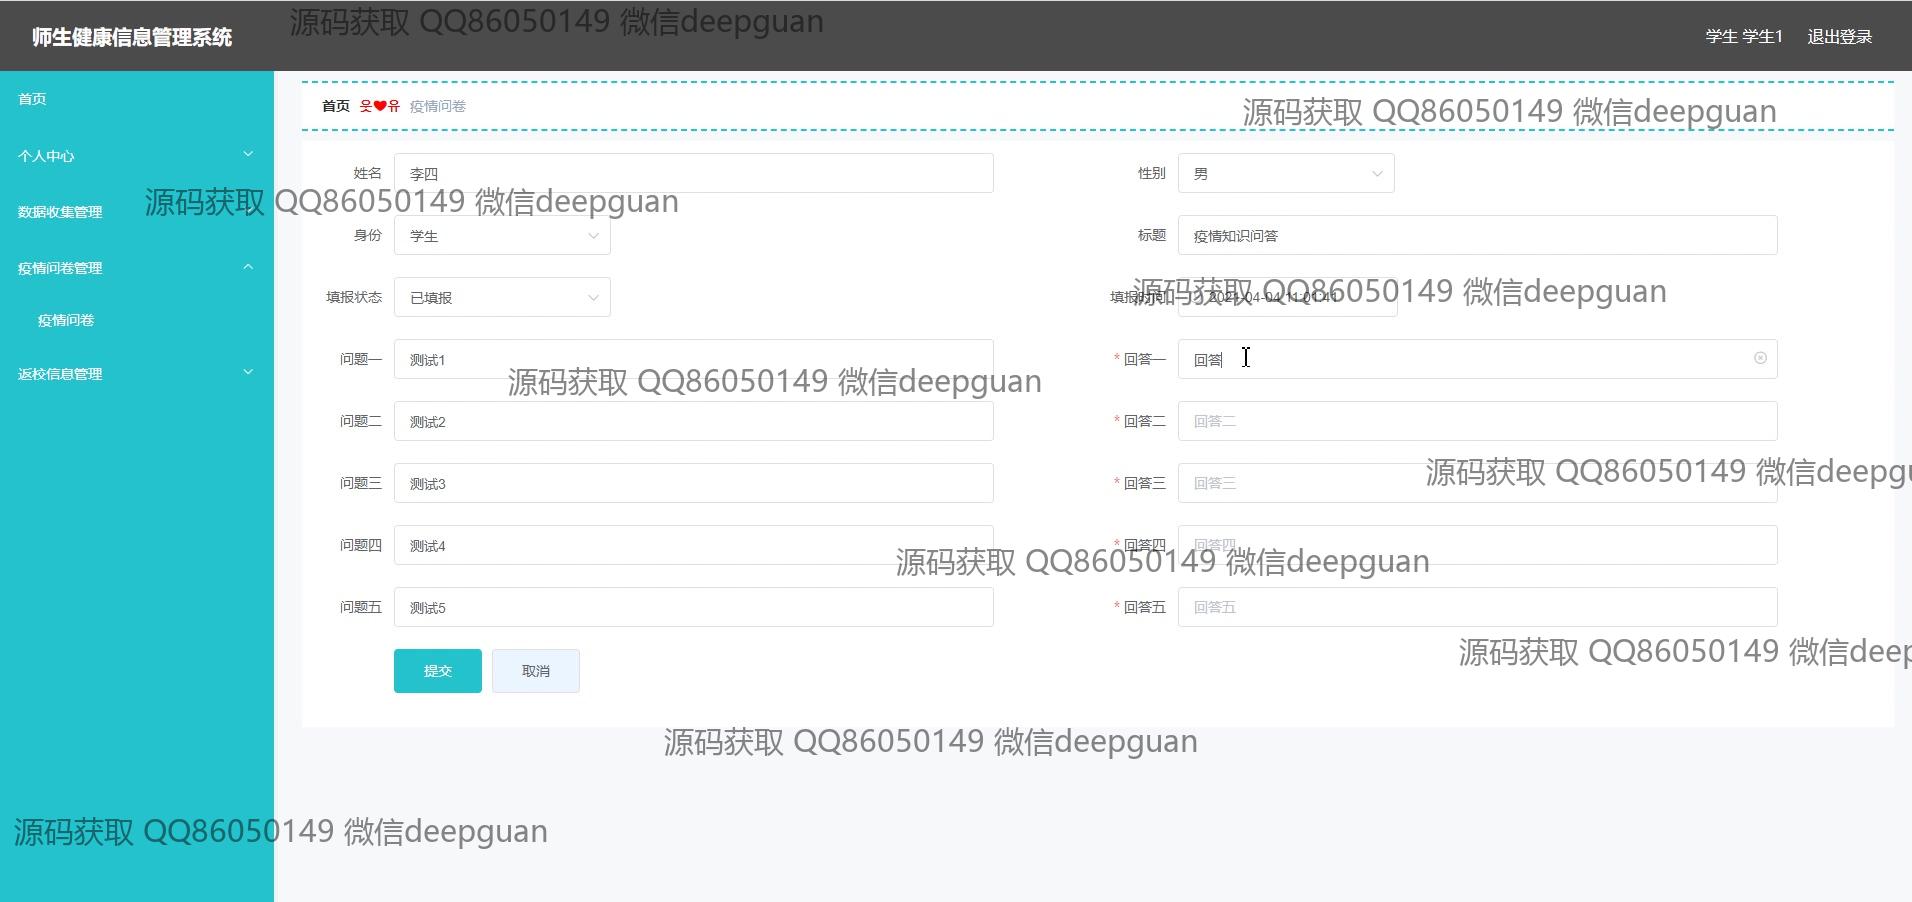 师生健康信息管理系统
源码获取 QQ86050149 微信deepguan
学生 学生1 退出登录
首页
个人中心
数据收集管理
疫情问卷管理
疫情问卷
返校信息管理
首页 웃❤유 疫情问卷
源码获取 QQ86050149 微信deepguan
姓名 李四 性别 男
源码获取 QQ86050149 微信deepguan
身份 学生 标题 疫情知识问答
填报状态 已填报 填报时间 2021-04-04 11:01:41
源码获取 QQ86050149 微信deepguan
问题一 测试1 * 回答一 回答
源码获取 QQ86050149 微信deepguan
问题二 测试2 * 回答二 回答二
问题三 测试3 * 回答三 回答三
源码获取 QQ86050149 微信deepgu
问题四 测试4 * 回答四 回答四
源码获取 QQ86050149 微信deepguan
问题五 测试5 * 回答五 回答五
源码获取 QQ86050149 微信deep
提交 取消
源码获取 QQ86050149 微信deepguan
源码获取 QQ86050149 微信deepguan